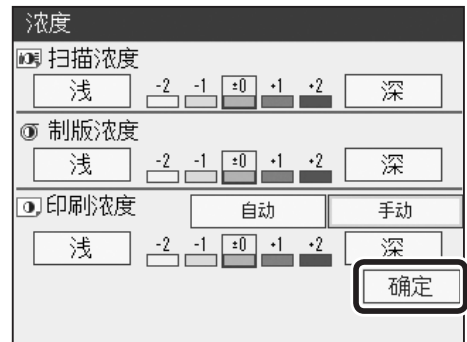 浓度
扫描浓度
浅 -2 -1 ±0 +1 +2 深
制版浓度
浅 -2 -1 ±0 +1 +2 深
印刷浓度 自动 手动
浅 -2 -1 ±0 +1 +2 深
确定